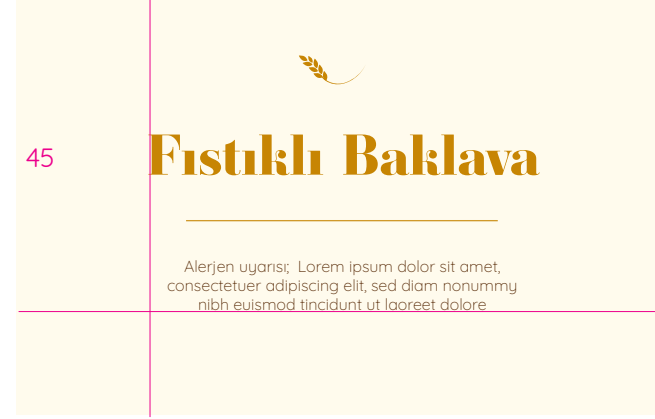 45
Fıstıklı Baklava
Alerjen uyarısı;  Lorem ipsum dolor sit amet,
consectetuer adipiscing elit, sed diam nonummy
nibh euismod tincidunt ut laoreet dolore